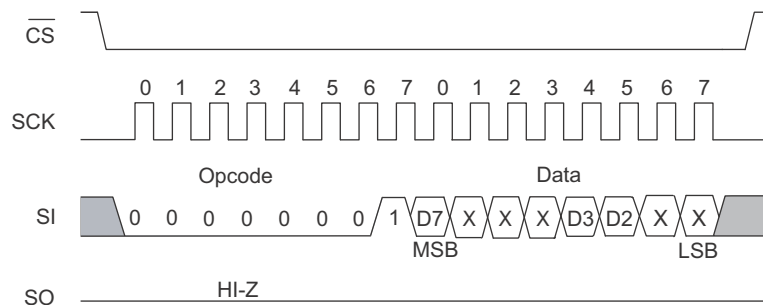 CS
0 1 2 3 4 5 6 7 0 1 2 3 4 5 6 7
SCK
Opcode Data
SI 0 0 0 0 0 0 0 1 D7 X X X D3 D2 X X
MSB LSB
HI-Z
SO